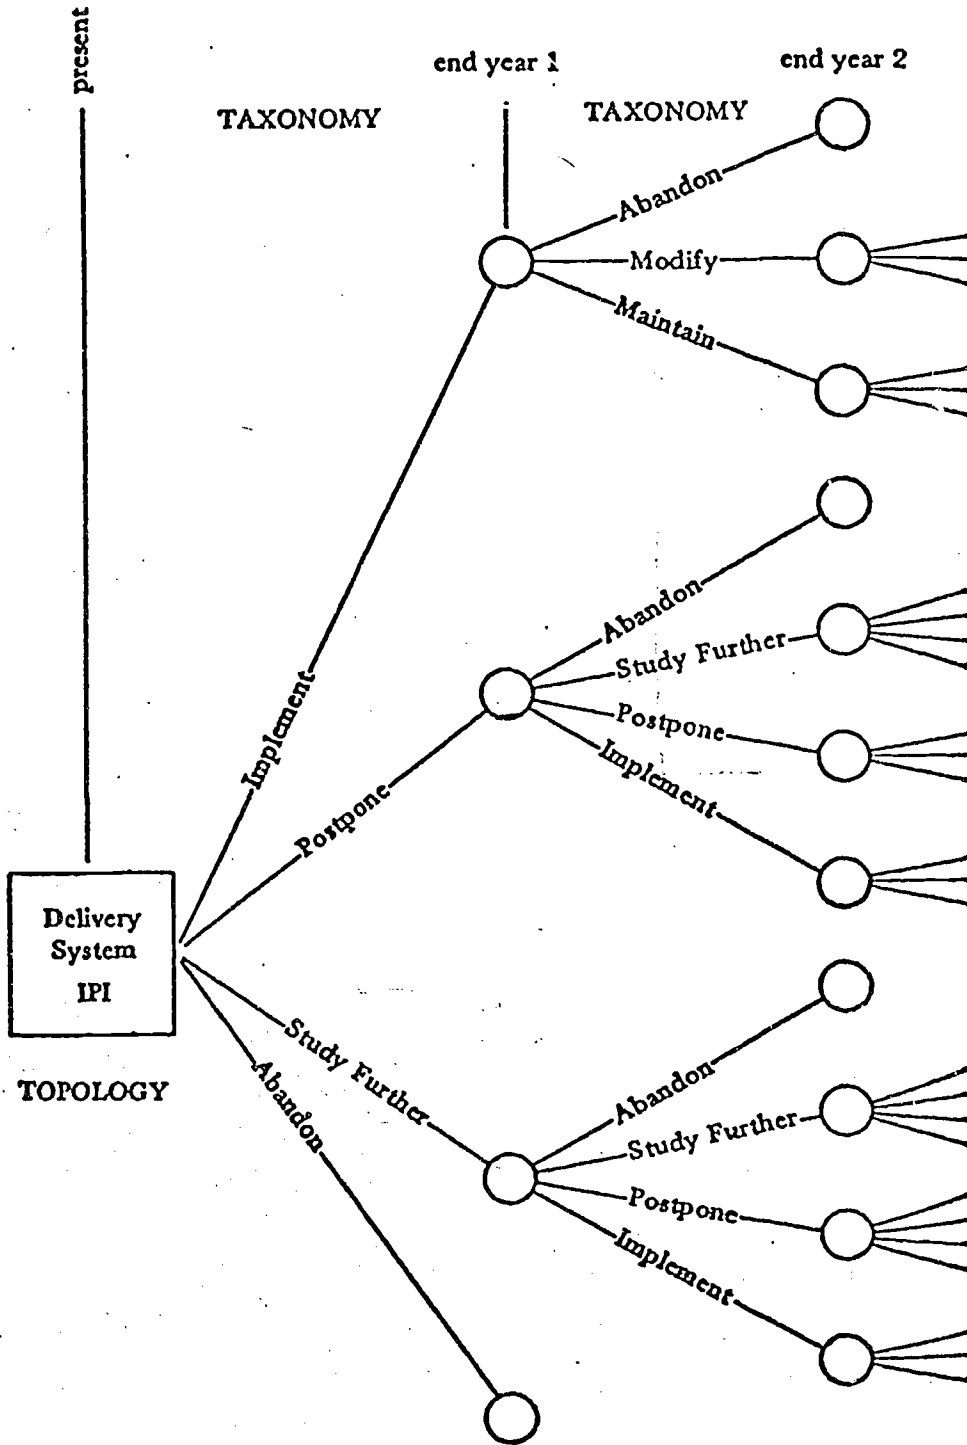 present
end year 1
end year 2
TAXONOMY
TAXONOMY
Abandon
Modify
Maintain
Abandon
Study Further
Postpone
Implement
Implement
Postpone
Delivery
System
IPI
Study Further
Abandon
TOPOLOGY
Abandon
Study Further
Postpone
Implement